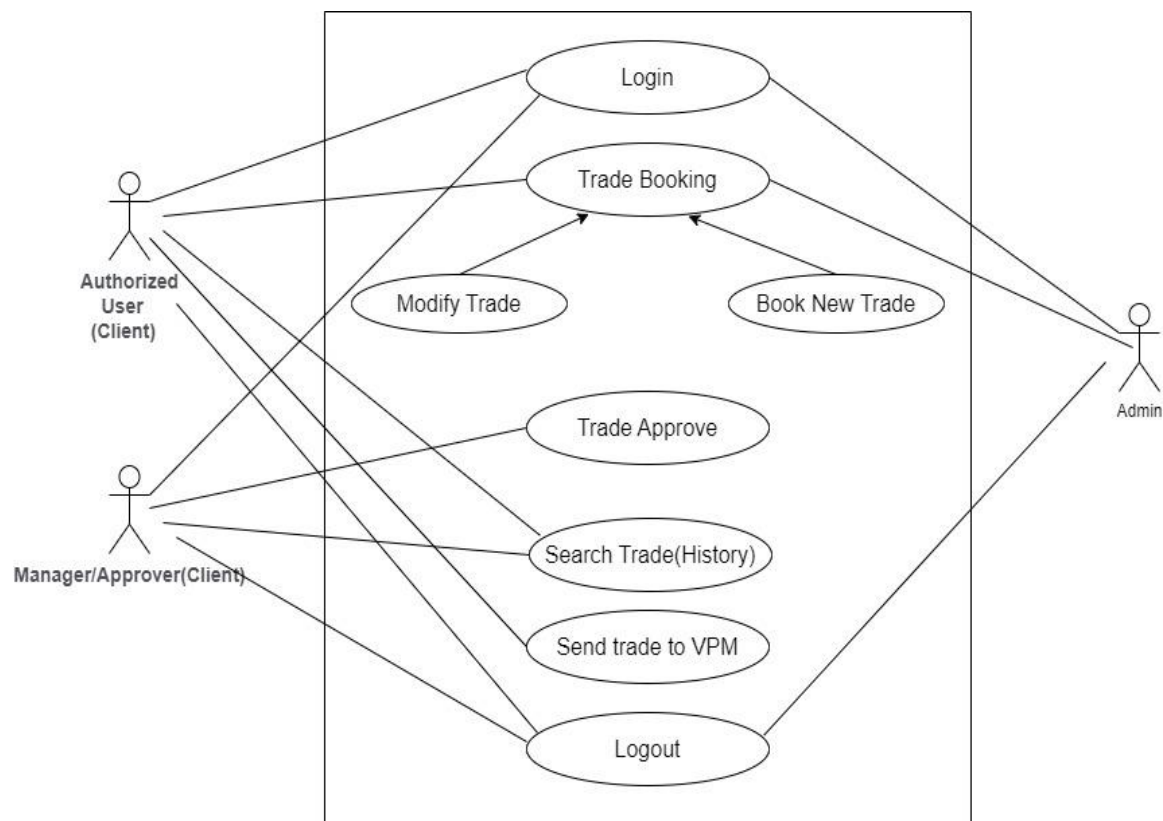 Login
Trade Booking
Authorized
User
(Client)
Modify Trade
Book New Trade
Admin
Trade Approve
Manager/Approver(Client)
Search Trade(History)
Send trade to VPM
Logout